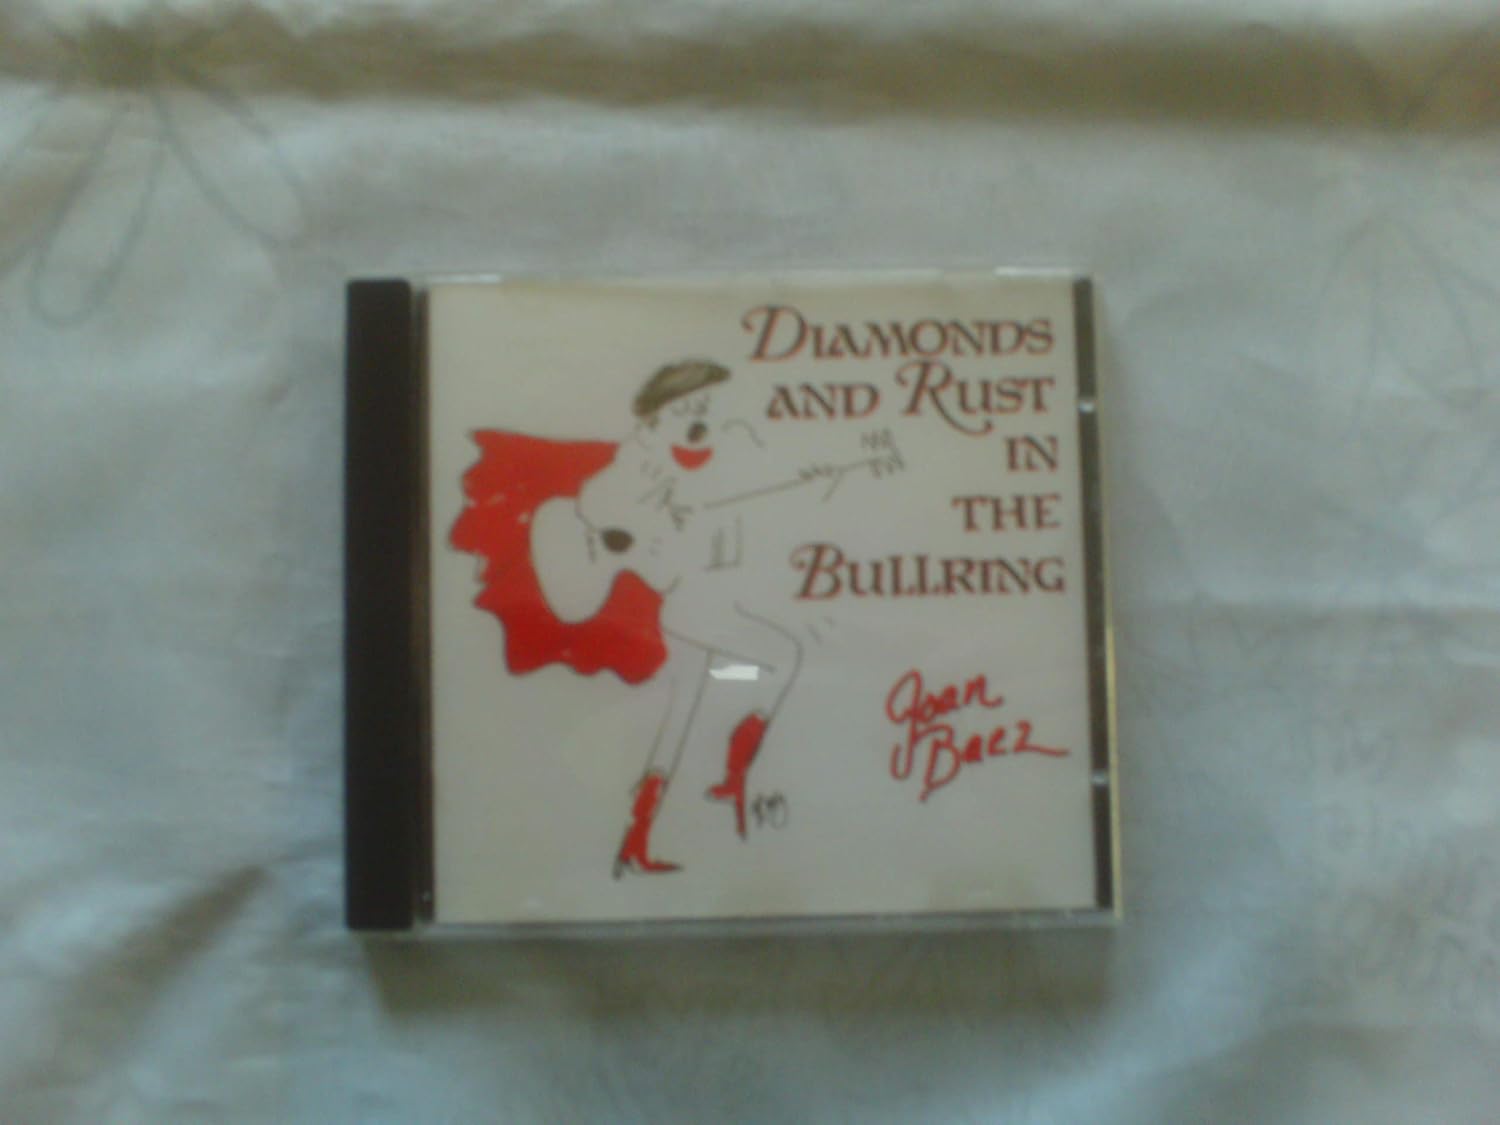 DIAMONDS
AND RUST
IN
THE
BULLRING
Joan
Baez